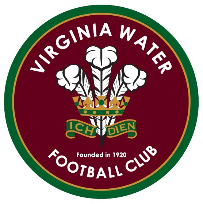 VIRGINIA WATER
ICH DIEN
Founded in 1920
FOOTBALL CLUB